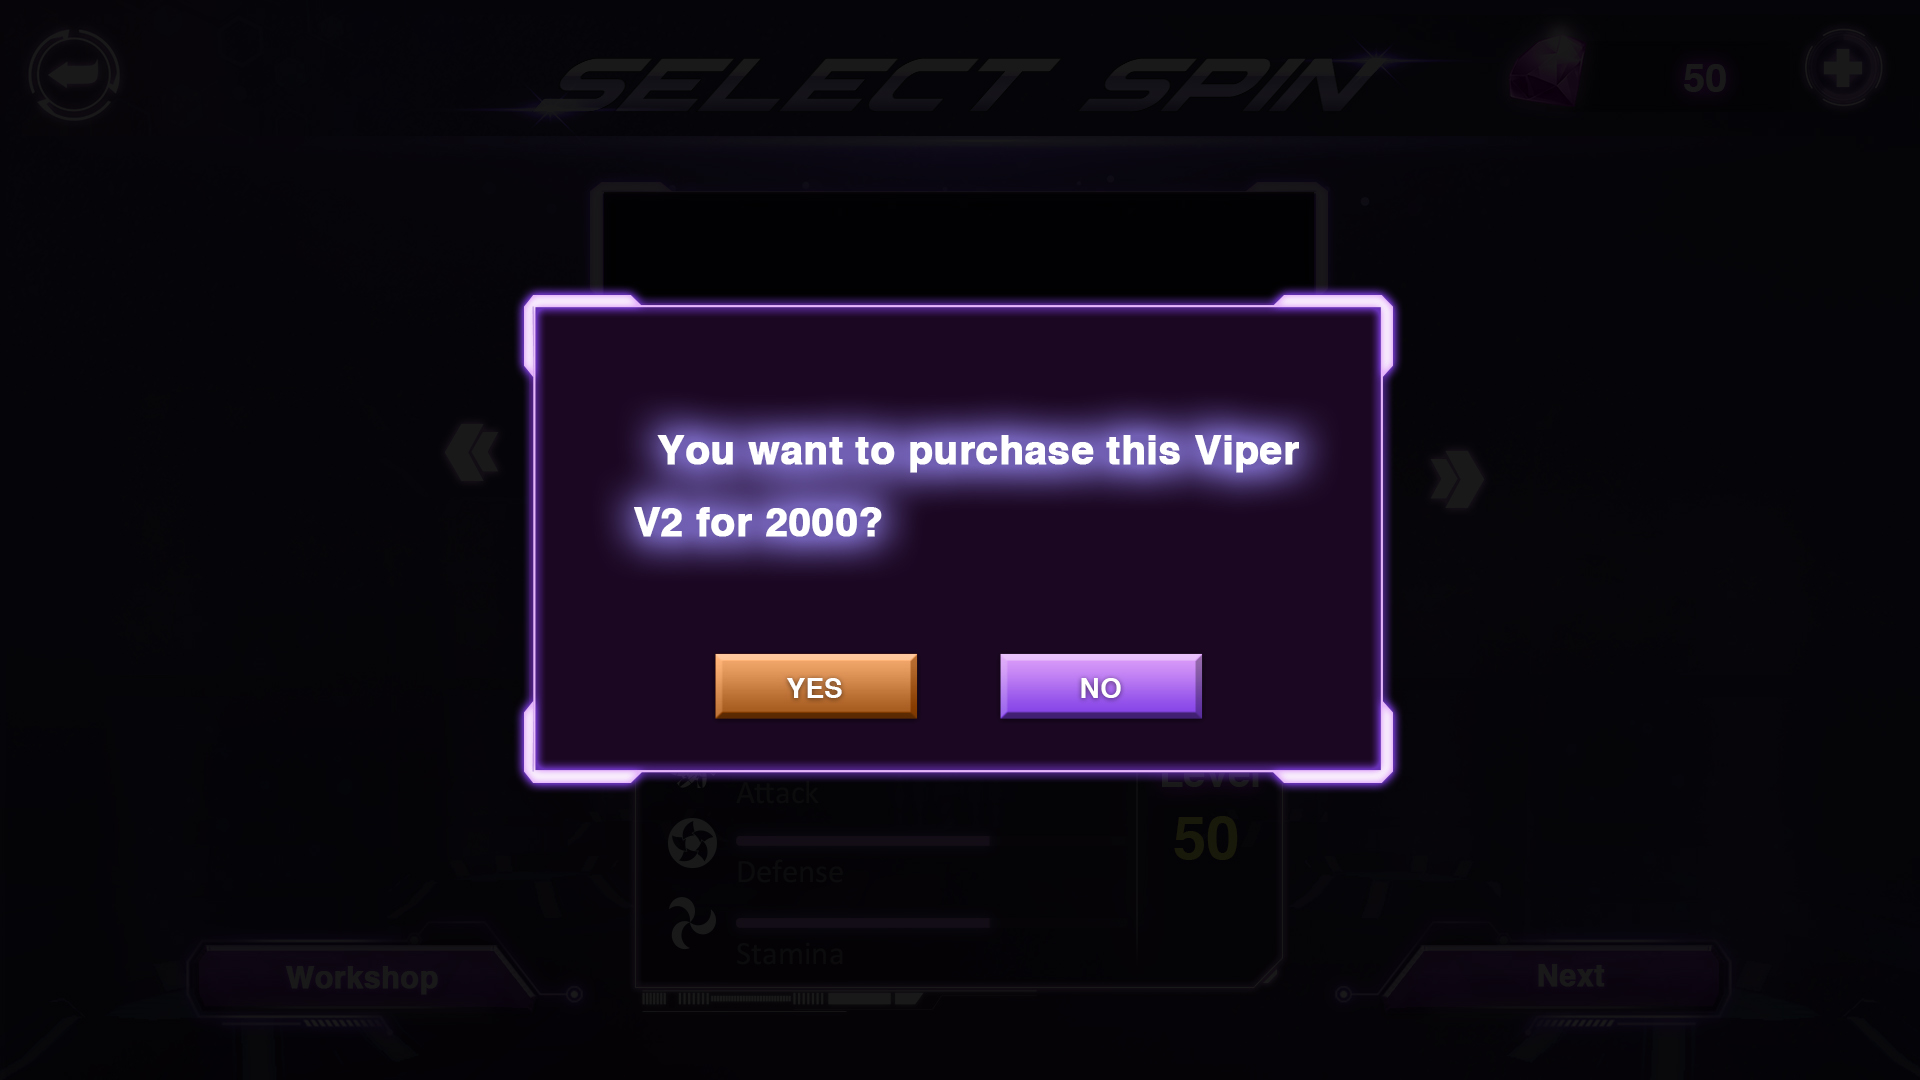 SELECT SPIN
50
You want to purchase this Viper
V2 for 2000?
YES
NO
Level
Attack
50
Defense
Stamina
Workshop
Next